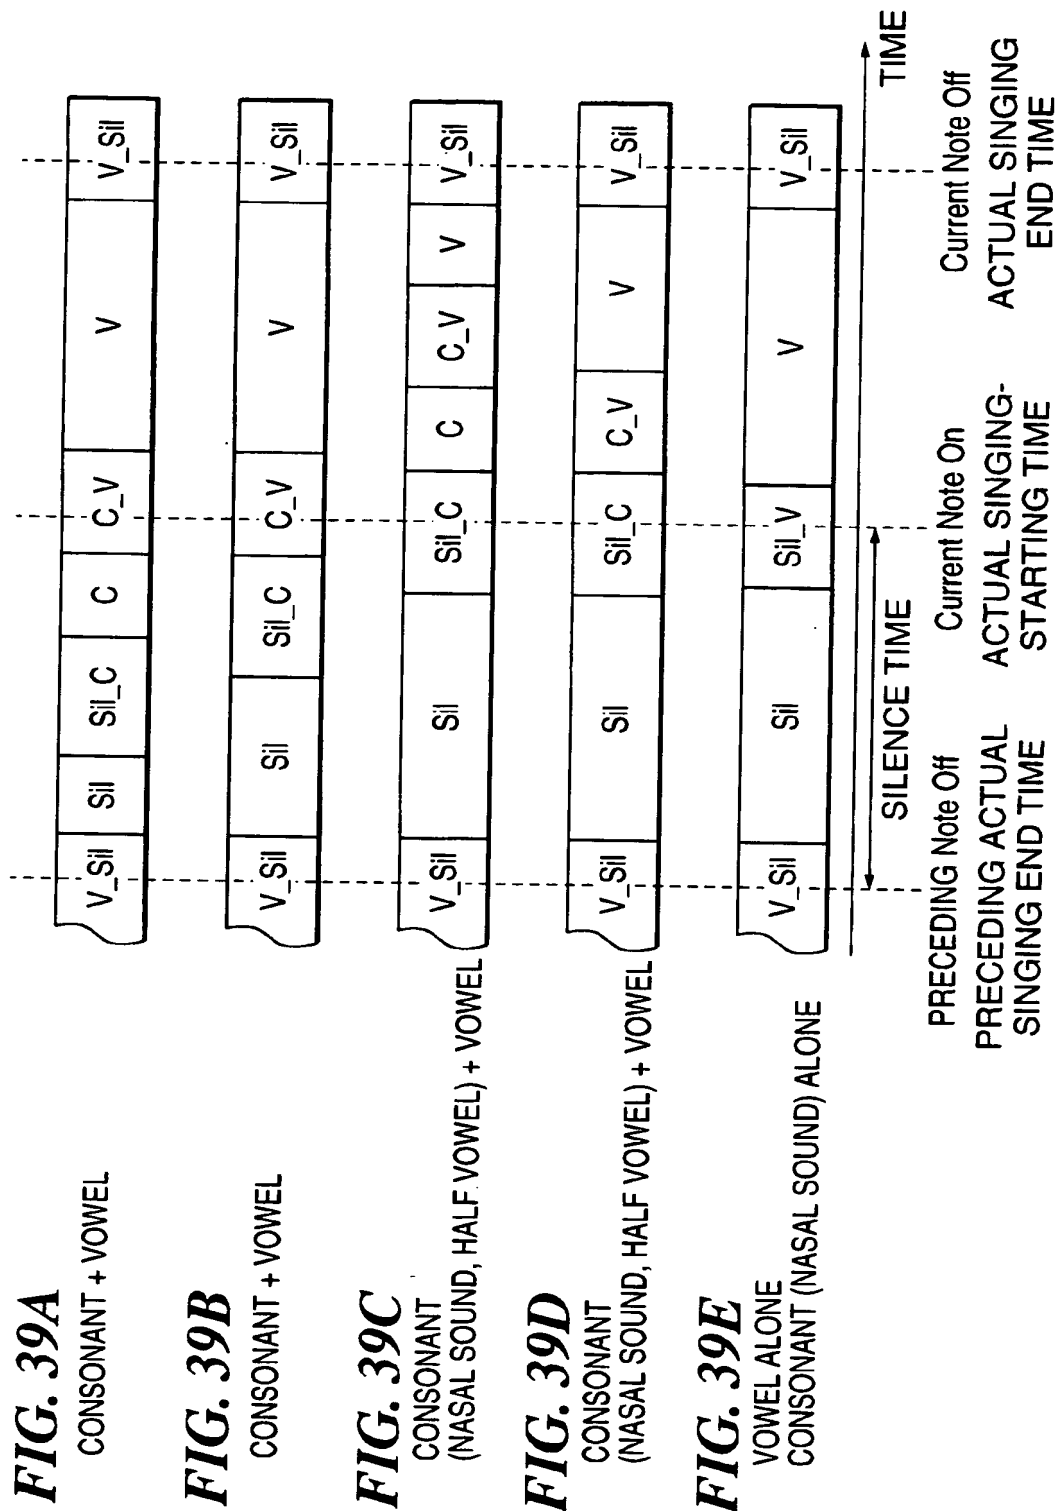 FIG. 39A
CONSONANT + VOWEL
V_Sil Sil Sil_C C C_V V V_Sil
FIG. 39B
CONSONANT + VOWEL
V_Sil Sil Sil_C C_V V V_Sil
FIG. 39C
CONSONANT
(NASAL SOUND, HALF VOWEL) + VOWEL
V_Sil Sil Sil_C C C_V V V_Sil
FIG. 39D
CONSONANT
(NASAL SOUND, HALF VOWEL) + VOWEL
V_Sil Sil Sil_C C_V V V_Sil
FIG. 39E
VOWEL ALONE
CONSONANT (NASAL SOUND) ALONE
V_Sil Sil Sil_V V V_Sil
TIME
SILENCE TIME
PRECEDING Note Off
PRECEDING ACTUAL
SINGING END TIME
Current Note On
ACTUAL SINGING-
STARTING TIME
Current Note Off
ACTUAL SINGING
END TIME